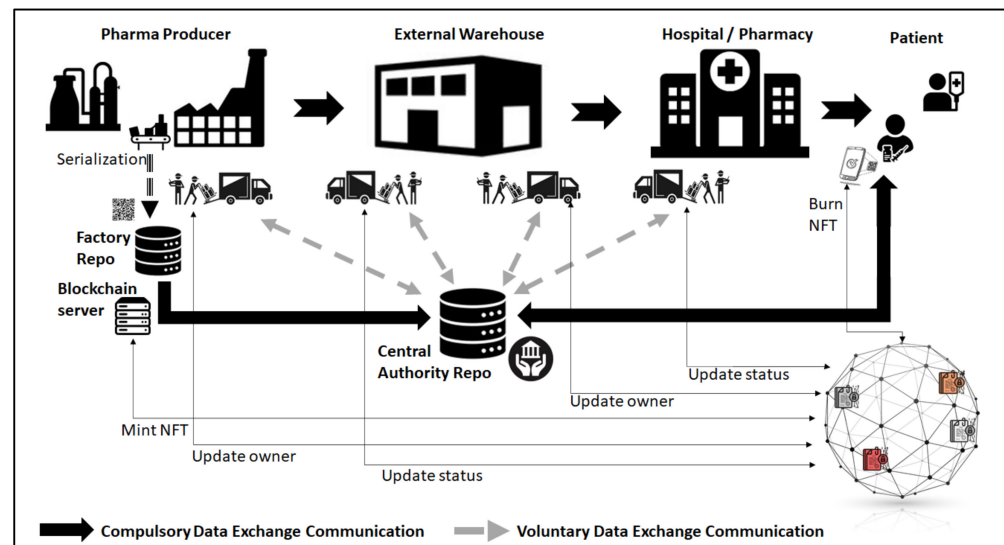 Pharma Producer
External Warehouse
Hospital / Pharmacy
Patient
Serialization
Burn
NFT
Factory
Repo
Blockchain
server
Central
Authority Repo
Update status
Update owner
Mint NFT
Update owner
Update status
Compulsory Data Exchange Communication
Voluntary Data Exchange Communication